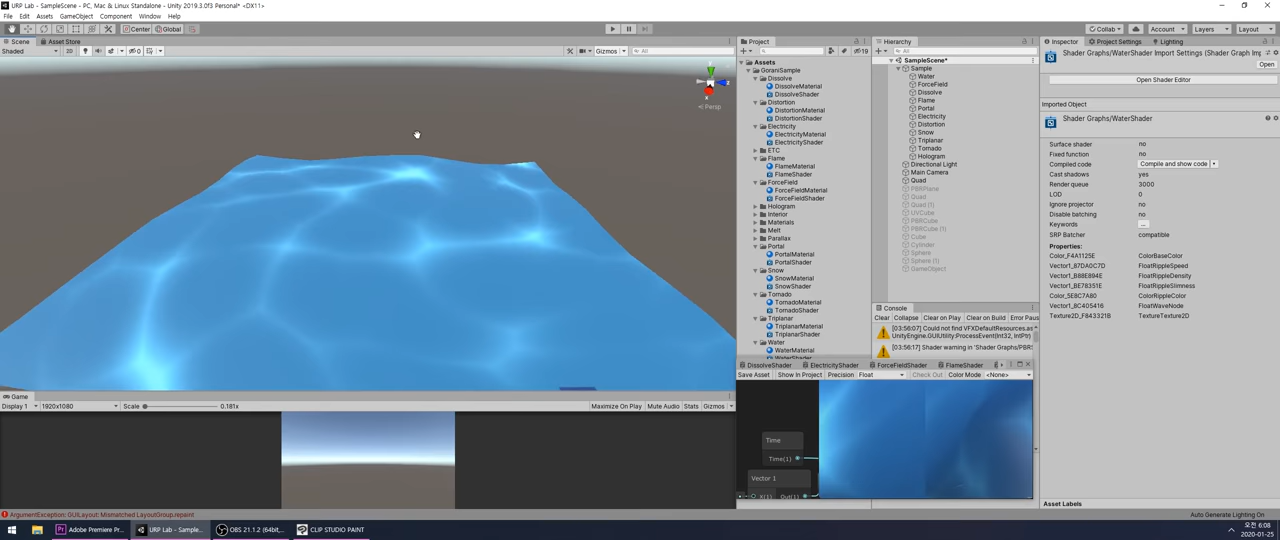 URP Lab - SampleScene - PC, Mac & Linux Standalone - Unity 2019.3.0f3 Personal* <DX11>
File Edit Assets GameObject Component Window Help
Center Global Collab Account Layers Layout
Scene Asset Store
Shaded 2D 0 Gizmos All
Persp
Project
19
Assets
GoraniSample
Dissolve
DissolveMaterial
DissolveShader
Distortion
DistortionMaterial
DistortionShader
Electricity
ElectricityMaterial
ElectricityShader
ETC
Flame
FlameMaterial
FlameShader
ForceField
ForceFieldMaterial
ForceFieldShader
Hologram
Interior
Materials
Melt
Parallax
Portal
PortalMaterial
PortalShader
Snow
SnowMaterial
SnowShader
Tornado
TornadoMaterial
TornadoShader
Triplanar
TriplanarMaterial
TriplanarShader
Water
WaterMaterial
Hierarchy
All
SampleScene*
Sample
Water
ForceField
Dissolve
Flame
Portal
Electricity
Distortion
Snow
Triplanar
Tornado
Hologram
Directional Light
Main Camera
Quad
PBRPlane
Quad
Quad (1)
UVCube
PBRCube
PBRCube (1)
Cube
Cylinder
Sphere
Sphere (1)
GameObject
Console
Clear Collapse Clear on Play Clear on Build Error Paus
[03:56:07] Could not find VFXDefaultResources.as
UnityEngine.GUIUtility:ProcessEvent(Int32, IntPtr)
[03:56:17] Shader warning in 'Shader Graphs/PBR
DissolveShader ElectricityShader ForceFieldShader FlameShader
Save Asset Show In Project Precision Float Check Out Color Mode <None>
Time
Time(1)
Vector 1
X(1) Out(1)
Inspector Project Settings Lighting
Shader Graphs/WaterShader Import Settings (Shader Graph Im
Open
Open Shader Editor
Imported Object
Shader Graphs/WaterShader
Surface shader no
Fixed function no
Compiled code Compile and show code
Cast shadows yes
Render queue 3000
LOD 0
Ignore projector no
Disable batching no
Keywords ...
SRP Batcher compatible
Properties:
Color_F4A1125E ColorBaseColor
Vector1_87DA0C7D FloatRippleSpeed
Vector1_B88E894E FloatRippleDensity
Vector1_BE78351E FloatRippleSlimness
Color_5E8C7A80 ColorRippleColor
Vector1_8C405416 FloatWaveNode
Texture2D_F843321B TextureTexture2D
Asset Labels
Game
Display 1 1920x1080 Scale 0.181x Maximize On Play Mute Audio Stats Gizmos
ArgumentException: GUILayout: Mismatched LayoutGroup.repaint
Auto Generate Lighting On
Adobe Premiere Pr... URP Lab - Sample... OBS 21.1.2 (64bit,... CLIP STUDIO PAINT
오전 6:08
2020-01-25